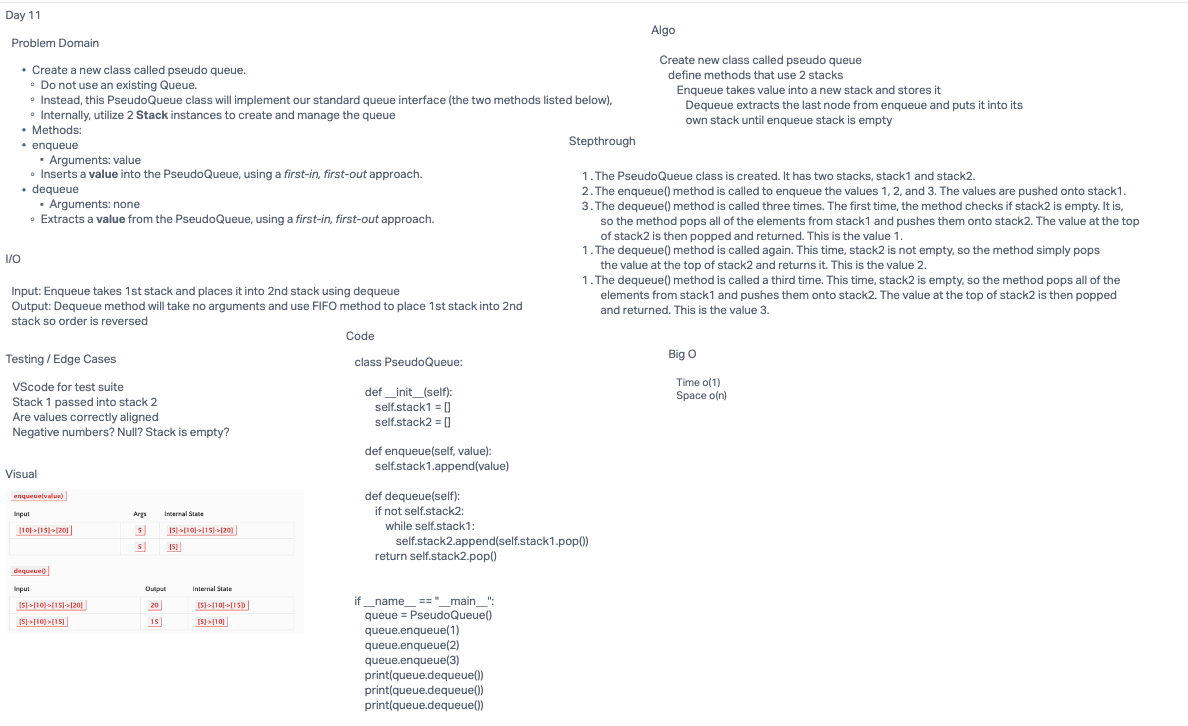 Day 11
Problem Domain
• Create a new class called pseudo queue.
◦ Do not use an existing Queue.
◦ Instead, this PseudoQueue class will implement our standard queue interface (the two methods listed below),
◦ Internally, utilize 2 Stack instances to create and manage the queue
• Methods:
• enqueue
▪ Arguments: value
◦ Inserts a value into the PseudoQueue, using a first-in, first-out approach.
• dequeue
▪ Arguments: none
◦ Extracts a value from the PseudoQueue, using a first-in, first-out approach.
I/O
Input: Enqueue takes 1st stack and places it into 2nd stack using dequeue
Output: Dequeue method will take no arguments and use FIFO method to place 1st stack into 2nd
stack so order is reversed
Testing / Edge Cases
VScode for test suite
Stack 1 passed into stack 2
Are values correctly aligned
Negative numbers? Null? Stack is empty?
Visual
enqueue(value)
Input Args Internal State
[10]->[15]->[20] 5 [5]->[10]->[15]->[20]
5 [5]
dequeue()
Input Output Internal State
[5]->[10]->[15]->[20] 20 [5]->[10]->[15])
[5]->[10]->[15] 15 [5]->[10]
Code
class PseudoQueue:
def __init__(self):
self.stack1 = []
self.stack2 = []
def enqueue(self, value):
self.stack1.append(value)
def dequeue(self):
if not self.stack2:
while self.stack1:
self.stack2.append(self.stack1.pop())
return self.stack2.pop()
if __name__ == "__main__":
queue = PseudoQueue()
queue.enqueue(1)
queue.enqueue(2)
queue.enqueue(3)
print(queue.dequeue())
print(queue.dequeue())
print(queue.dequeue())
Algo
Create new class called pseudo queue
define methods that use 2 stacks
Enqueue takes value into a new stack and stores it
Dequeue extracts the last node from enqueue and puts it into its
own stack until enqueue stack is empty
Stepthrough
1. The PseudoQueue class is created. It has two stacks, stack1 and stack2.
2. The enqueue() method is called to enqueue the values 1, 2, and 3. The values are pushed onto stack1.
3. The dequeue() method is called three times. The first time, the method checks if stack2 is empty. It is,
so the method pops all of the elements from stack1 and pushes them onto stack2. The value at the top
of stack2 is then popped and returned. This is the value 1.
1. The dequeue() method is called again. This time, stack2 is not empty, so the method simply pops
the value at the top of stack2 and returns it. This is the value 2.
1. The dequeue() method is called a third time. This time, stack2 is empty, so the method pops all of the
elements from stack1 and pushes them onto stack2. The value at the top of stack2 is then popped
and returned. This is the value 3.
Big O
Time o(1)
Space o(n)